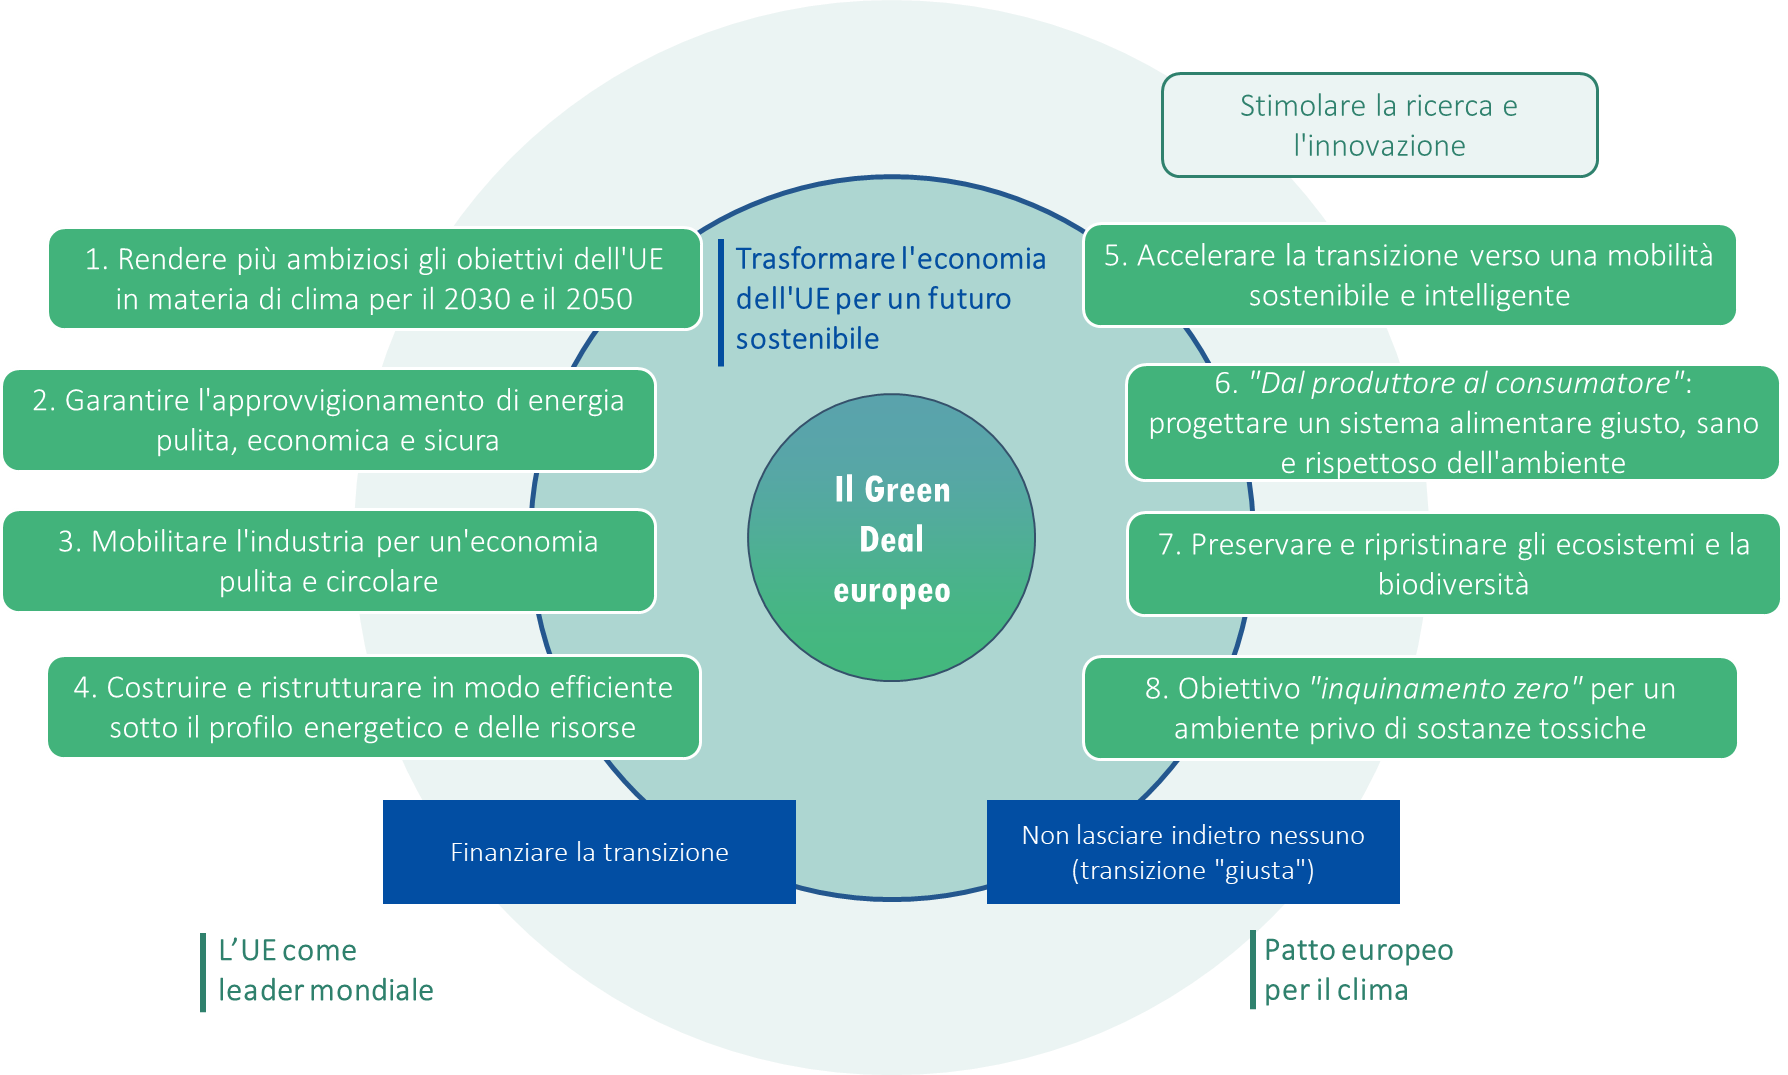 Stimolare la ricerca e
l'innovazione
1. Rendere più ambiziosi gli obiettivi dell'UE
in materia di clima per il 2030 e il 2050
2. Garantire l'approvvigionamento di energia
pulita, economica e sicura
3. Mobilitare l'industria per un'economia
pulita e circolare
4. Costruire e ristrutturare in modo efficiente
sotto il profilo energetico e delle risorse
Trasformare l'economia
dell'UE per un futuro
sostenibile
Il Green
Deal
europeo
5. Accelerare la transizione verso una mobilità
sostenibile e intelligente
6. "Dal produttore al consumatore":
progettare un sistema alimentare giusto, sano
e rispettoso dell'ambiente
7. Preservare e ripristinare gli ecosistemi e la
biodiversità
8. Obiettivo "inquinamento zero" per un
ambiente privo di sostanze tossiche
Finanziare la transizione
Non lasciare indietro nessuno
(transizione "giusta")
L’UE come
leader mondiale
Patto europeo
per il clima